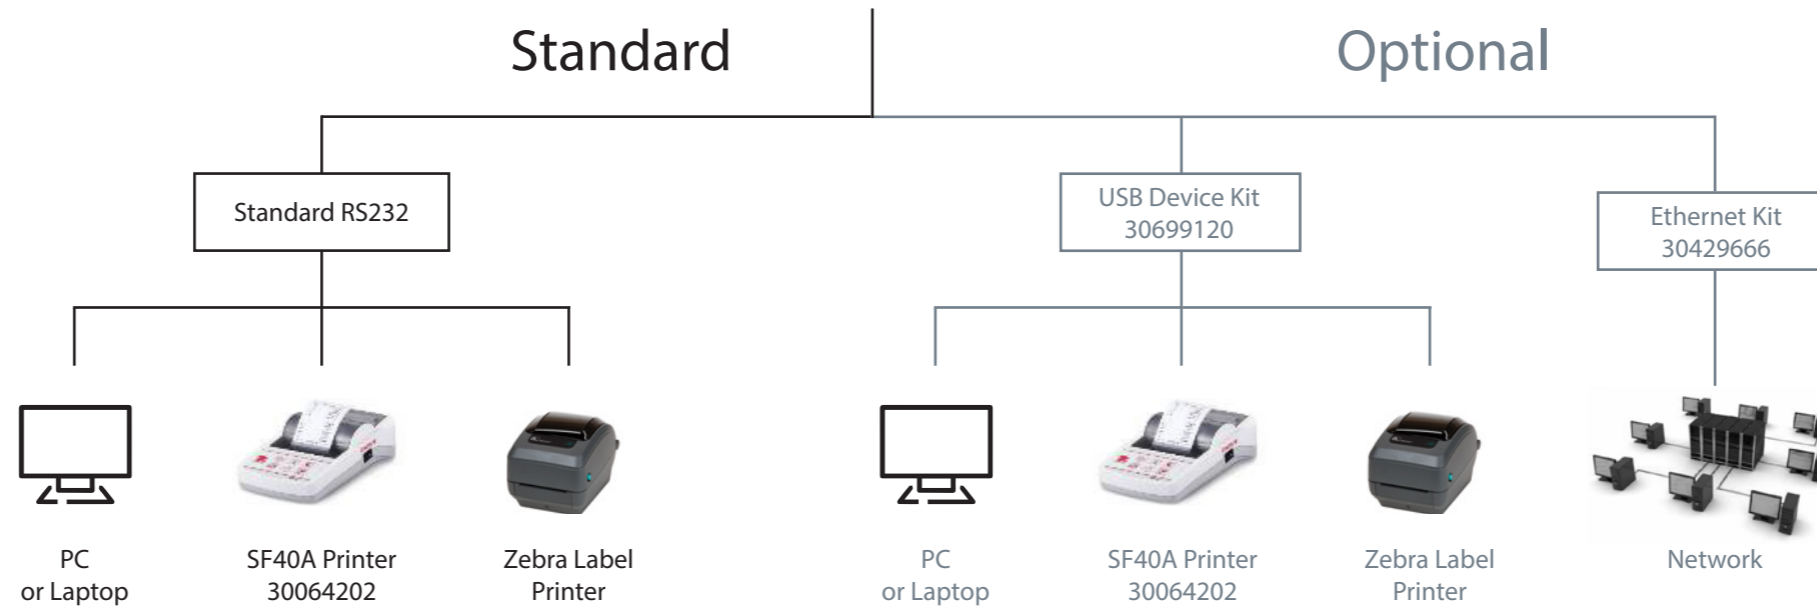 Standard
Optional
Standard RS232
USB Device Kit
30699120
Ethernet Kit
30429666
PC
or Laptop
SF40A Printer
30064202
Zebra Label
Printer
PC
or Laptop
SF40A Printer
30064202
Zebra Label
Printer
Network